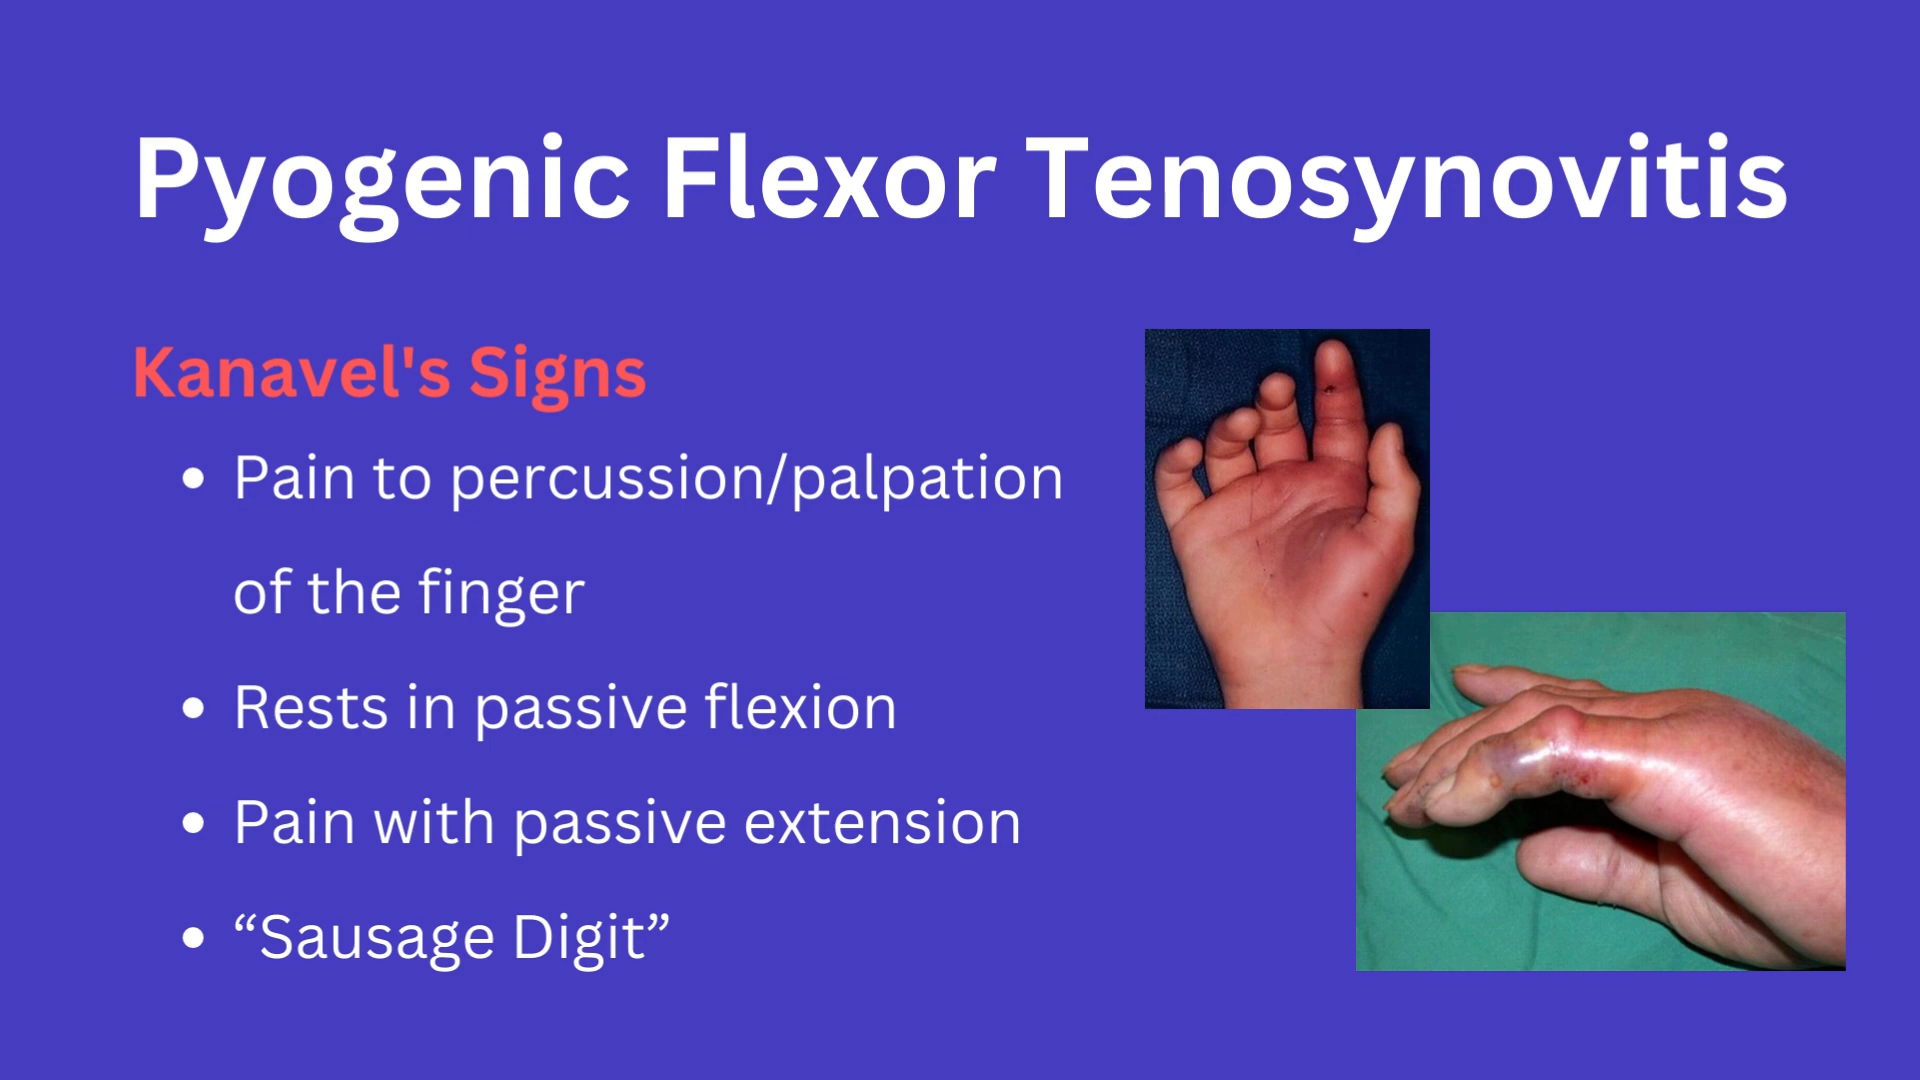 Pyogenic Flexor Tenosynovitis
Kanavel's Signs
• Pain to percussion/palpation
of the finger
• Rests in passive flexion
• Pain with passive extension
• “Sausage Digit”